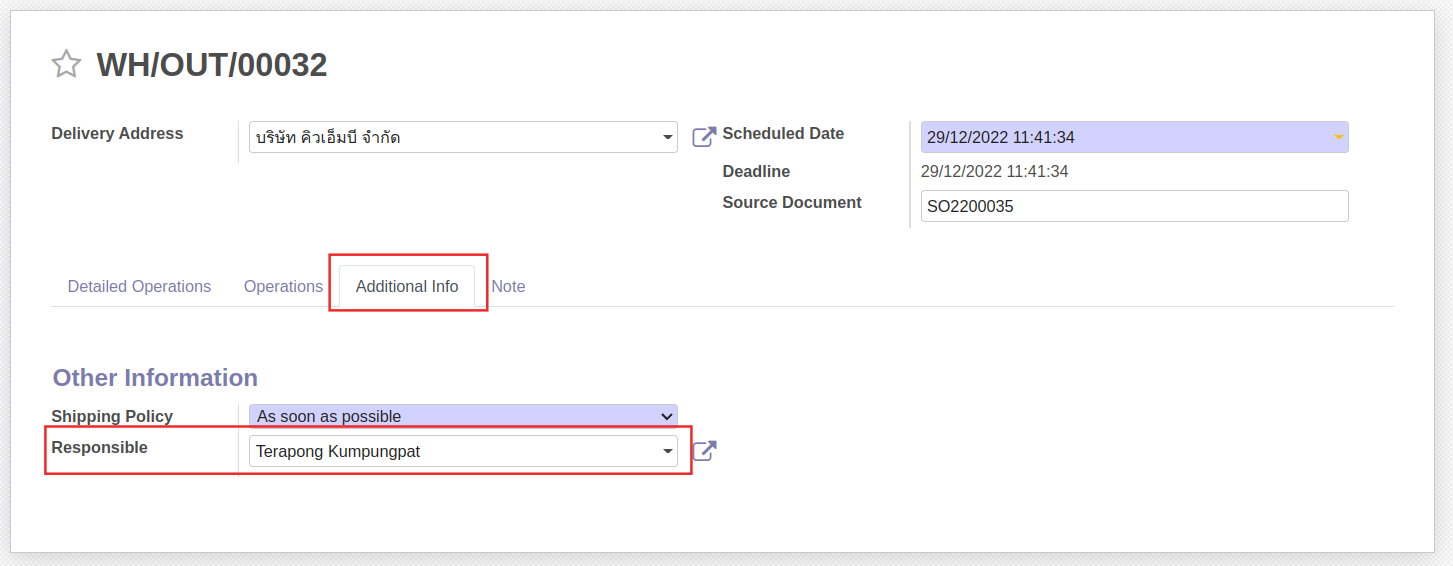 WH/OUT/00032
Delivery Address
บริษัท คิวเอ็มบี จำกัด
Scheduled Date
29/12/2022 11:41:34
Deadline
29/12/2022 11:41:34
Source Document
SO2200035
Detailed Operations
Operations
Additional Info
Note
Other Information
Shipping Policy
As soon as possible
Responsible
Terapong Kumpungpat